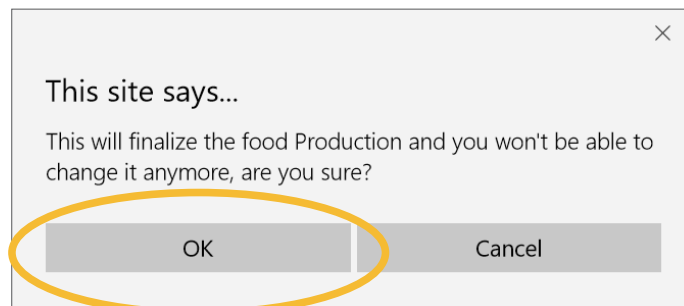 This site says...
This will finalize the food Production and you won't be able to
change it anymore, are you sure?
OK
Cancel